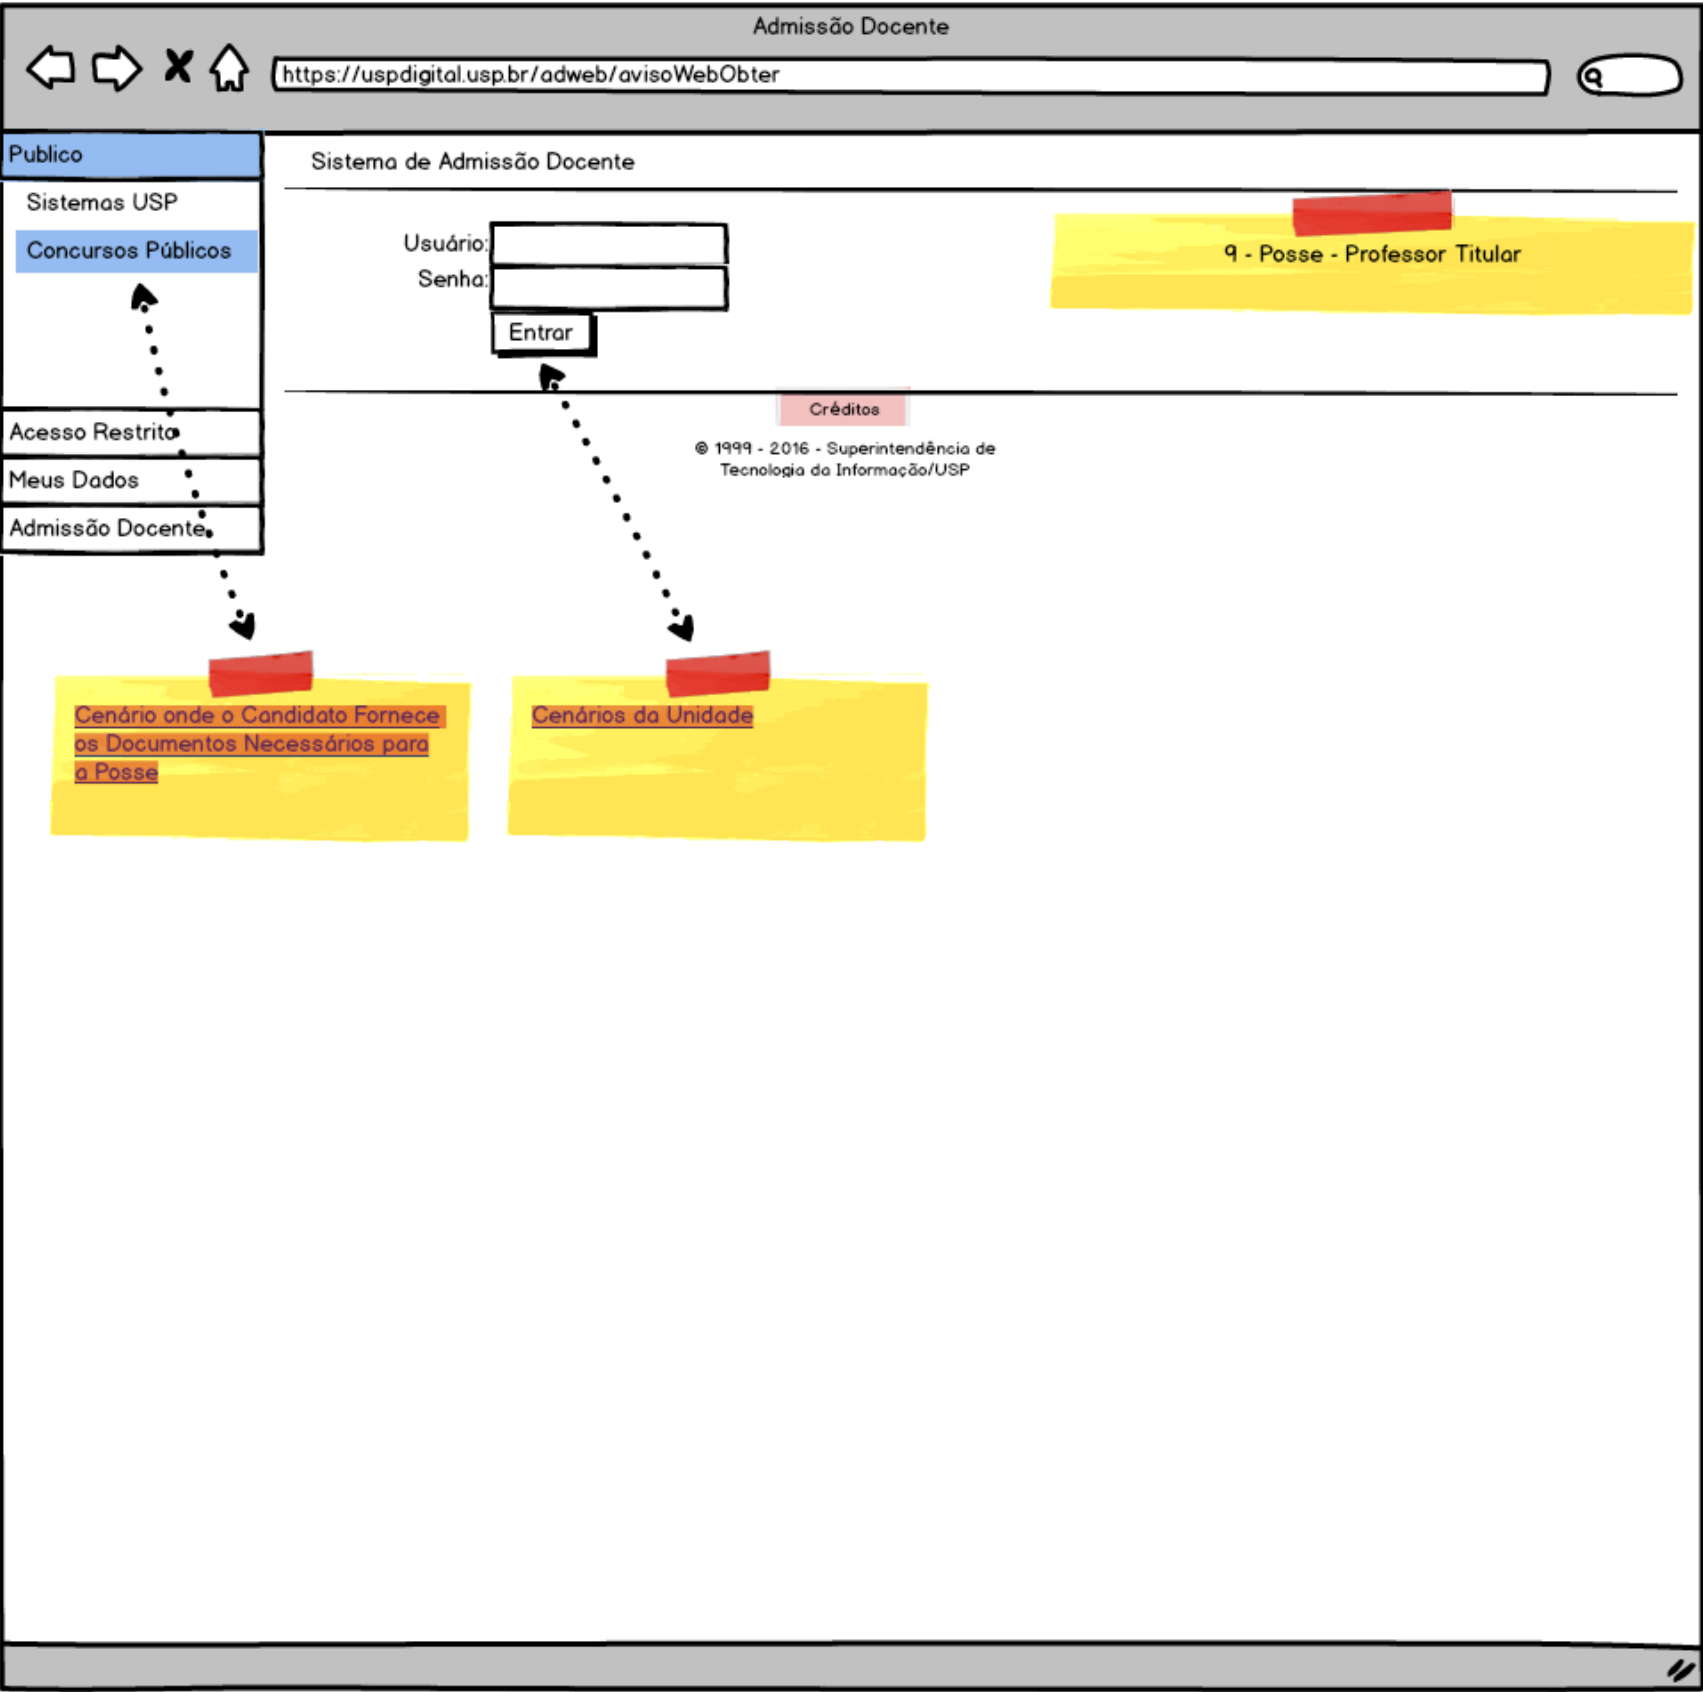 Admissão Docente
https://uspdigital.usp.br/adweb/avisoWebObter
Publico
Sistemas USP
Concursos Públicos
Acesso Restrito
Meus Dados
Admissão Docente
Sistema de Admissão Docente
Usuário:
Senha:
Entrar
9 - Posse - Professor Titular
Créditos
© 1999 - 2016 - Superintendência de
Tecnologia da Informação/USP
Cenário onde o Candidato Fornece
os Documentos Necessários para
a Posse
Cenários da Unidade